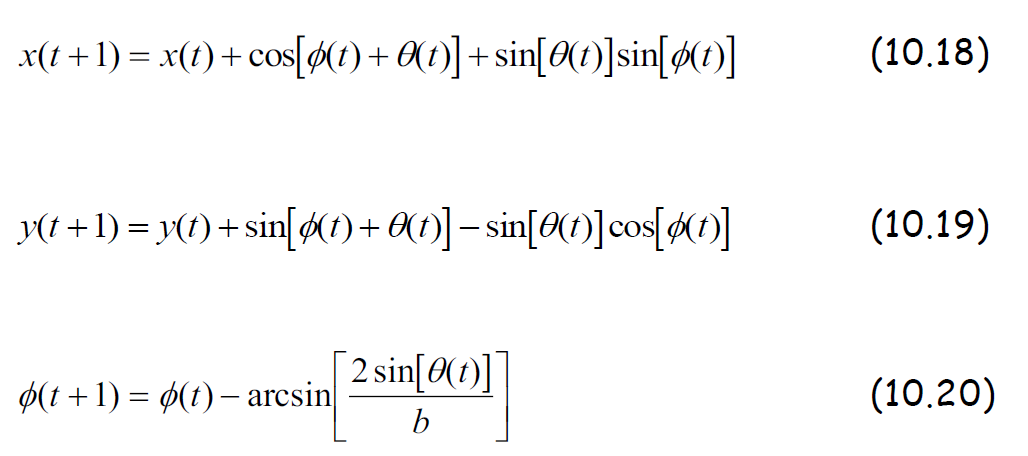 x(t + 1) = x(t) + cos[ϕ(t) + θ(t)] + sin[θ(t)]sin[ϕ(t)] (10.18)
y(t + 1) = y(t) + sin[ϕ(t) + θ(t)] − sin[θ(t)]cos[ϕ(t)] (10.19)
ϕ(t + 1) = ϕ(t) − arcsin[2 sin[θ(t)] / b] (10.20)